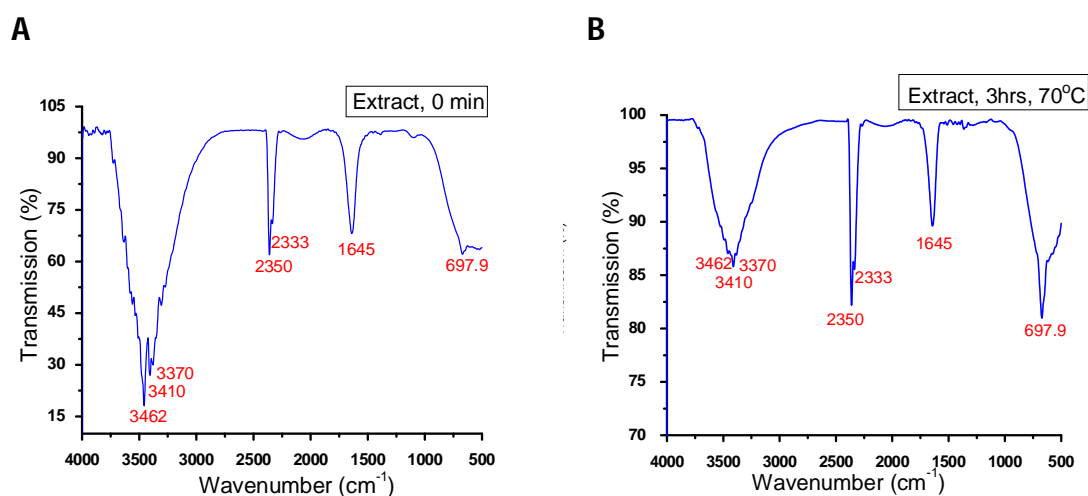 A
Extract, 0 min
105
90
75
60
45
30
15
Transmission (%)
2333
2350
1645
697.9
3370
3410
3462
4000 3500 3000 2500 2000 1500 1000 500
Wavenumber (cm-1)
B
Extract, 3hrs, 70oC
100
95
90
85
80
75
70
Transmission (%)
3462 3370
3410
2333
2350
1645
697.9
4000 3500 3000 2500 2000 1500 1000 500
Wavenumber (cm-1)